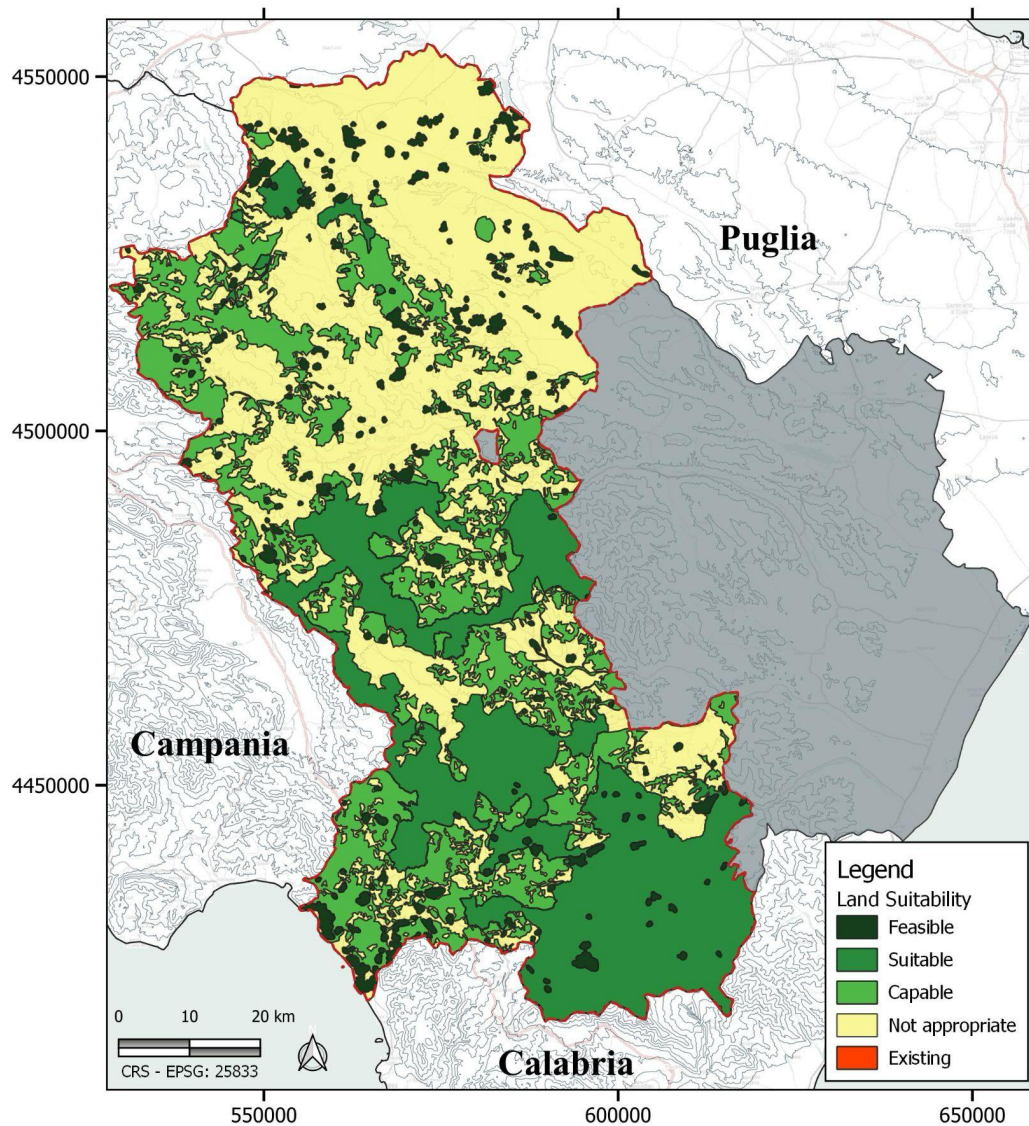 4550000
Puglia
4500000
Campania
4450000
Legend
Land Suitability
Feasible
Suitable
Capable
Not appropriate
Existing
0 10 20 km
CRS - EPSG: 25833
Calabria
550000 600000 650000